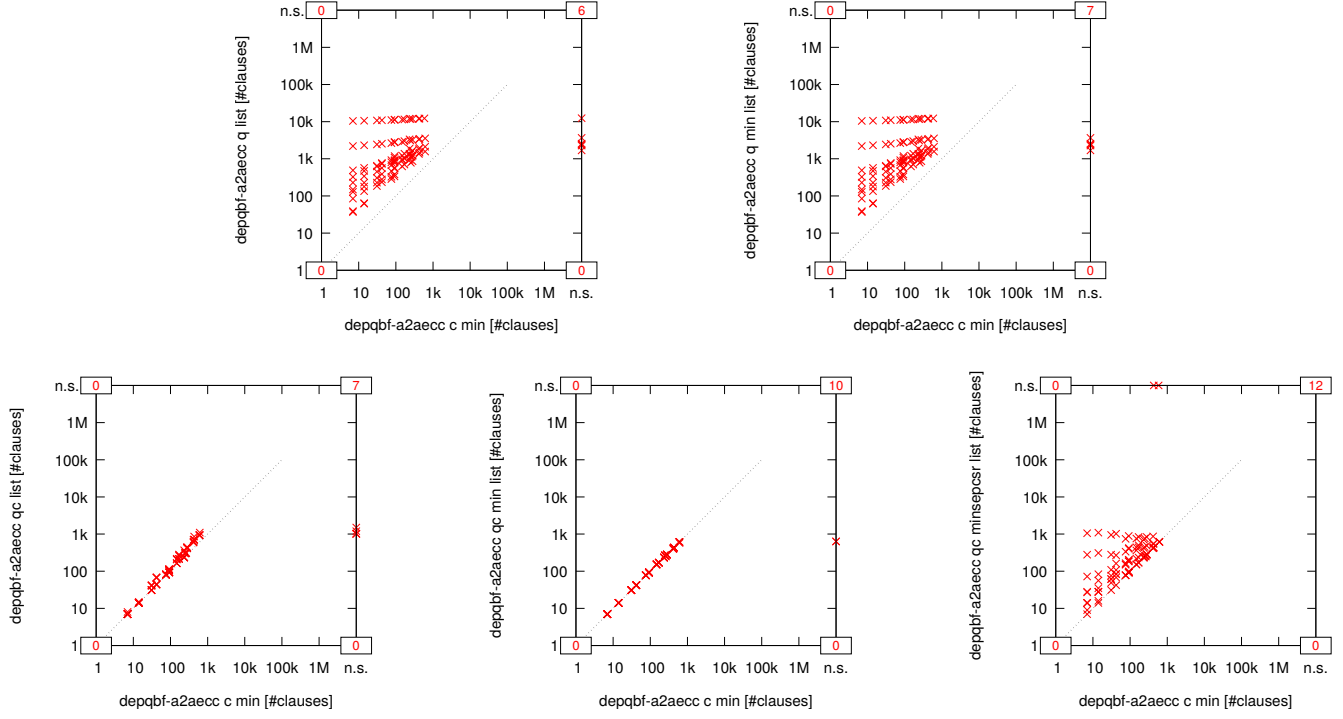 n.s. 0 6
1M
100k
10k
1k
100
10
1 0 0
1 10 100 1k 10k 100k 1M n.s.
depqbf-a2aecc q list [#clauses]
depqbf-a2aecc c min [#clauses]
n.s. 0 7
1M
100k
10k
1k
100
10
1 0 0
1 10 100 1k 10k 100k 1M n.s.
depqbf-a2aecc q min list [#clauses]
depqbf-a2aecc c min [#clauses]
n.s. 0 7
1M
100k
10k
1k
100
10
1 0 0
1 10 100 1k 10k 100k 1M n.s.
depqbf-a2aecc qc list [#clauses]
depqbf-a2aecc c min [#clauses]
n.s. 0 10
1M
100k
10k
1k
100
10
1 0 0
1 10 100 1k 10k 100k 1M n.s.
depqbf-a2aecc qc min list [#clauses]
depqbf-a2aecc c min [#clauses]
n.s. 0 12
1M
100k
10k
1k
100
10
1 0 0
1 10 100 1k 10k 100k 1M n.s.
depqbf-a2aecc qc minsepcsr list [#clauses]
depqbf-a2aecc c min [#clauses]